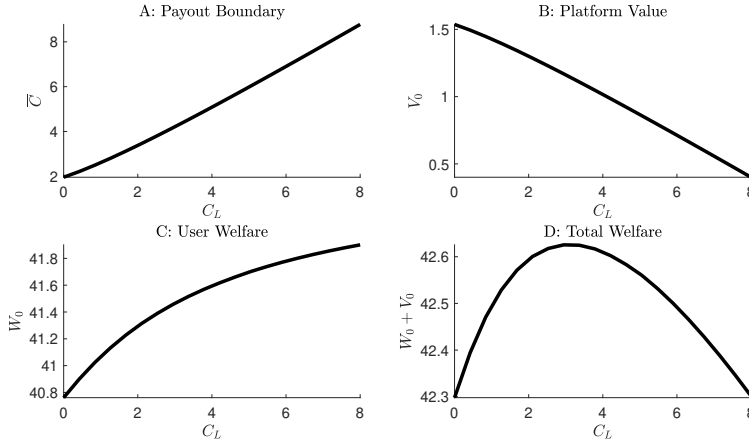 A: Payout Boundary
8
6
4
2
0 2 4 6 8
C̅
C_L
B: Platform Value
1.5
1
0.5
0 2 4 6 8
V_0
C_L
C: User Welfare
41.8
41.6
41.4
41.2
41
40.8
0 2 4 6 8
W_0
C_L
D: Total Welfare
42.6
42.5
42.4
42.3
0 2 4 6 8
W_0 + V_0
C_L